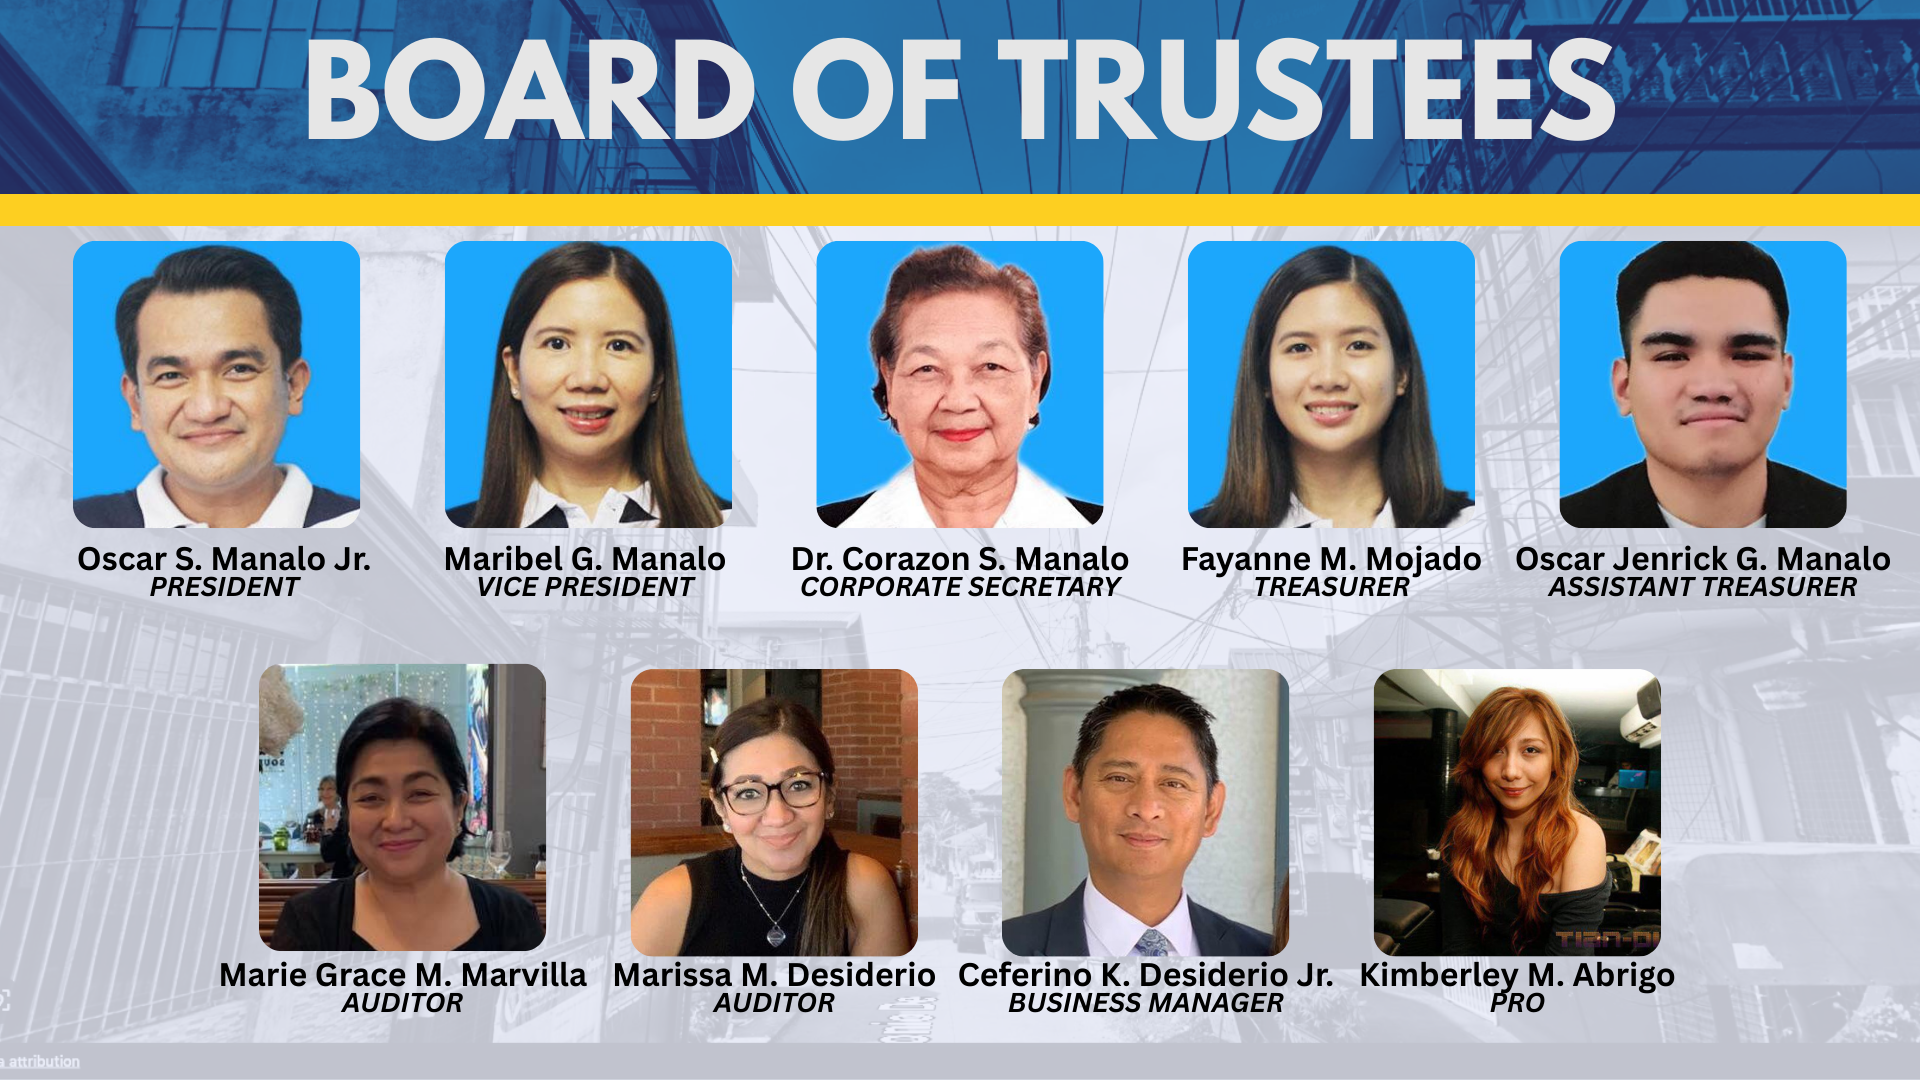 BOARD OF TRUSTEES
Oscar S. Manalo Jr.
PRESIDENT
Maribel G. Manalo
VICE PRESIDENT
Dr. Corazon S. Manalo
CORPORATE SECRETARY
Fayanne M. Mojado
TREASURER
Oscar Jenrick G. Manalo
ASSISTANT TREASURER
Marie Grace M. Marvilla
AUDITOR
Marissa M. Desiderio
AUDITOR
Ceferino K. Desiderio Jr.
BUSINESS MANAGER
Kimberley M. Abrigo
PRO
a attribution